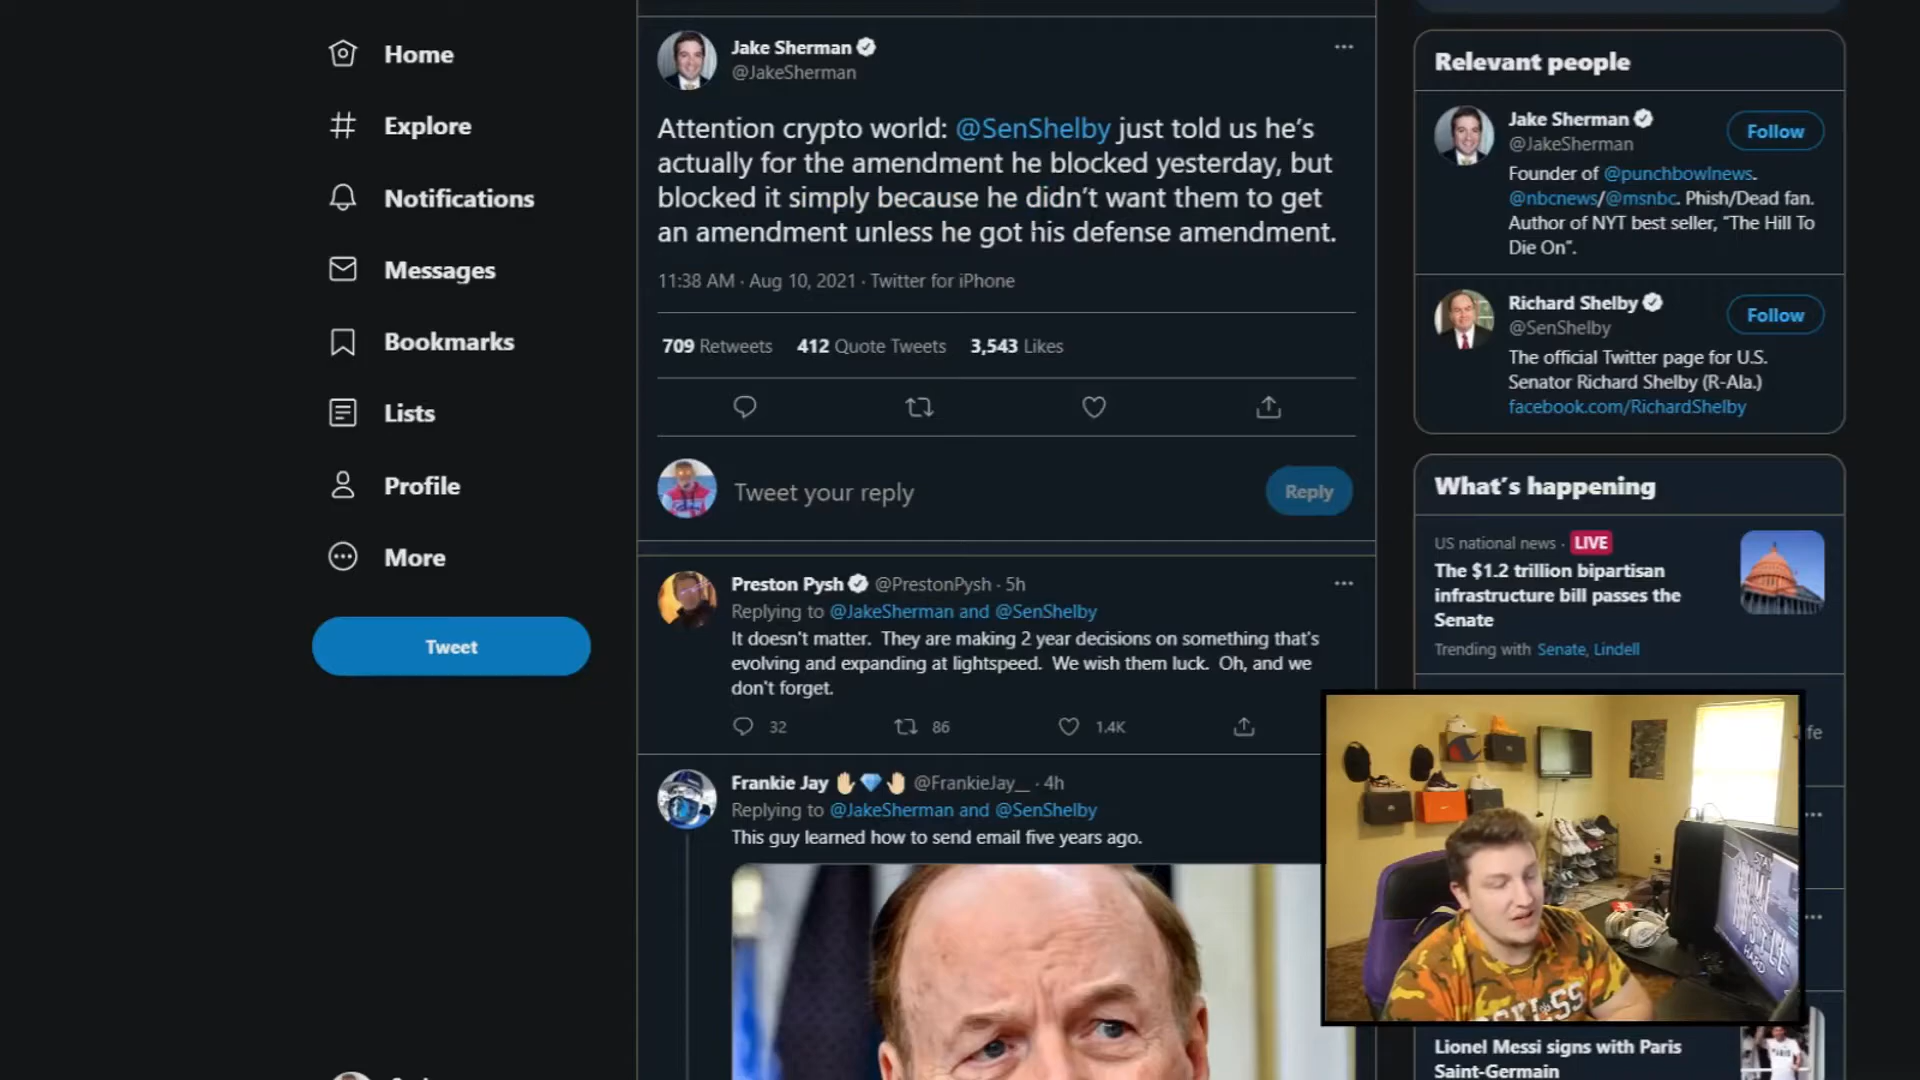 Home
Explore
Notifications
Messages
Bookmarks
Lists
Profile
More
Tweet
Jake Sherman
@JakeSherman
Attention crypto world: @SenShelby just told us he's
actually for the amendment he blocked yesterday, but
blocked it simply because he didn't want them to get
an amendment unless he got his defense amendment.
11:38 AM · Aug 10, 2021 · Twitter for iPhone
709 Retweets 412 Quote Tweets 3,543 Likes
Tweet your reply
Reply
Preston Pysh @PrestonPysh · 5h
Replying to @JakeSherman and @SenShelby
It doesn't matter. They are making 2 year decisions on something that's
evolving and expanding at lightspeed. We wish them luck. Oh, and we
don't forget.
32 86 1.4K
Frankie Jay 🤚💎🤚 @FrankieJay__ · 4h
Replying to @JakeSherman and @SenShelby
This guy learned how to send email five years ago.
Relevant people
Jake Sherman
@JakeSherman
Follow
Founder of @punchbowlnews.
@nbcnews/@msnbc. Phish/Dead fan.
Author of NYT best seller, "The Hill To
Die On".
Richard Shelby
@SenShelby
Follow
The official Twitter page for U.S.
Senator Richard Shelby (R-Ala.)
facebook.com/RichardShelby
What's happening
US national news · LIVE
The $1.2 trillion bipartisan
infrastructure bill passes the
Senate
Trending with Senate, Lindell
STAY
HUMBLE
HUSTLE
HARD
Lionel Messi signs with Paris
Saint-Germain